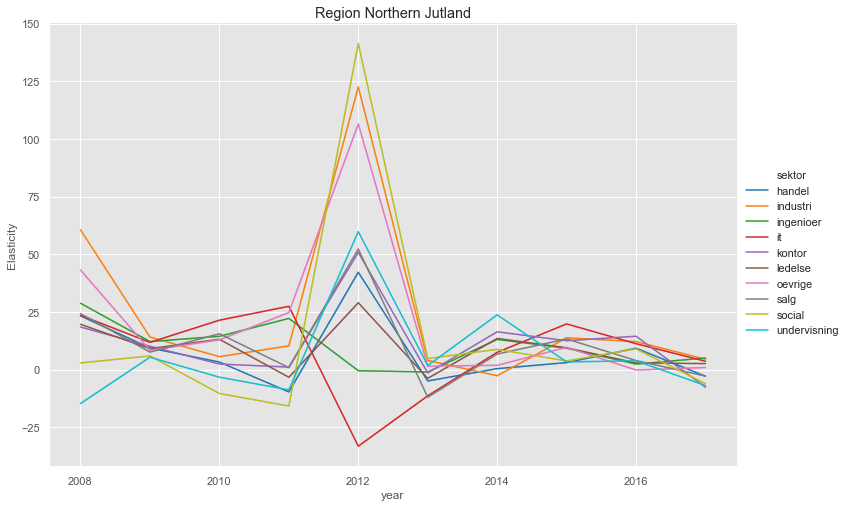 Region Northern Jutland
150
125
100
75
50
25
0
−25
Elasticity
2008
2010
2012
2014
2016
year
sektor
handel
industri
ingenioer
it
kontor
ledelse
oevrige
salg
social
undervisning